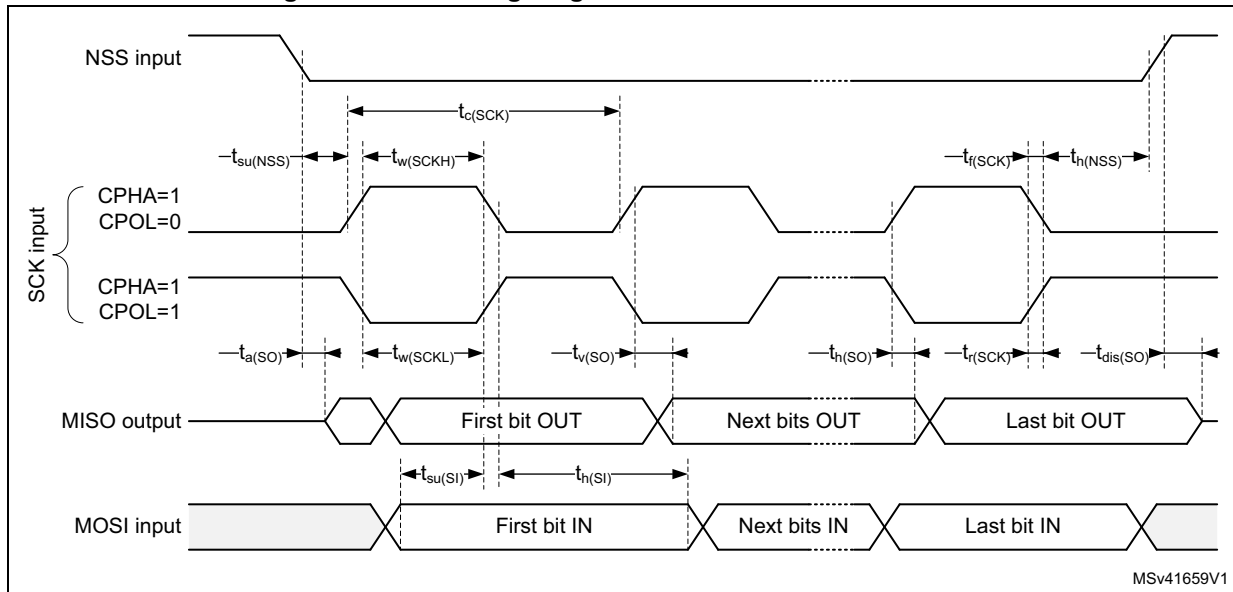 NSS input
tc(SCK)
tsu(NSS)
tw(SCKH)
tf(SCK)
th(NSS)
SCK input
CPHA=1
CPOL=0
CPHA=1
CPOL=1
ta(SO)
tw(SCKL)
tv(SO)
th(SO)
tr(SCK)
tdis(SO)
MISO output
First bit OUT
Next bits OUT
Last bit OUT
tsu(SI)
th(SI)
MOSI input
First bit IN
Next bits IN
Last bit IN
MSv41659V1